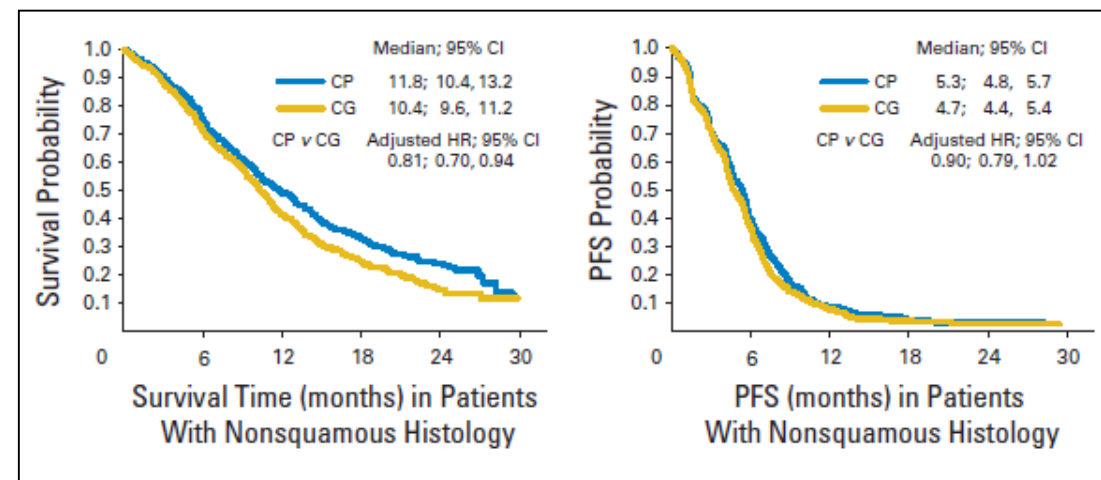 Survival Probability
1.0
0.9
0.8
0.7
0.6
0.5
0.4
0.3
0.2
0.1
Median; 95% CI
CP 11.8; 10.4, 13.2
CG 10.4; 9.6, 11.2
CP v CG Adjusted HR; 95% CI
0.81; 0.70, 0.94
0 6 12 18 24 30
Survival Time (months) in Patients
With Nonsquamous Histology
PFS Probability
1.0
0.9
0.8
0.7
0.6
0.5
0.4
0.3
0.2
0.1
Median; 95% CI
CP 5.3; 4.8, 5.7
CG 4.7; 4.4, 5.4
CP v CG Adjusted HR; 95% CI
0.90; 0.79, 1.02
0 6 12 18 24 30
PFS (months) in Patients
With Nonsquamous Histology